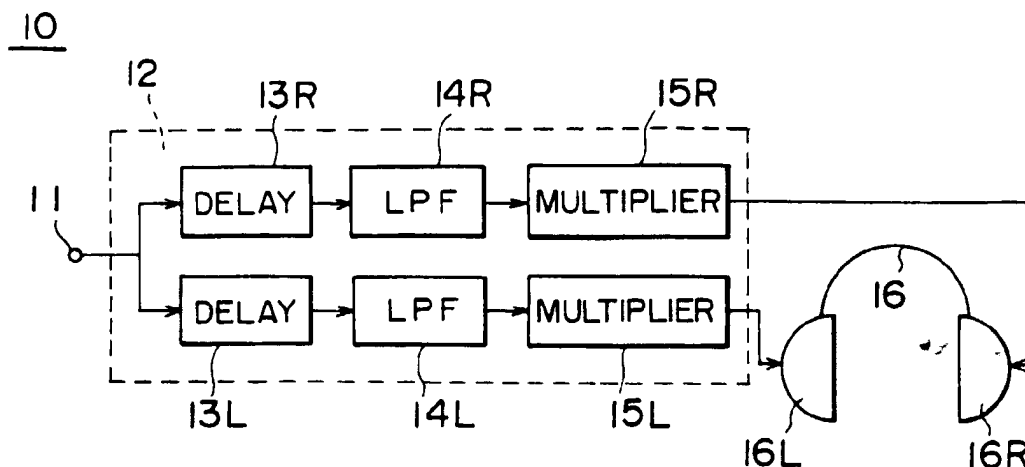 10
12
13R
14R
15R
11
DELAY
LPF
MULTIPLIER
DELAY
LPF
MULTIPLIER
16
13L
14L
15L
16L
16R